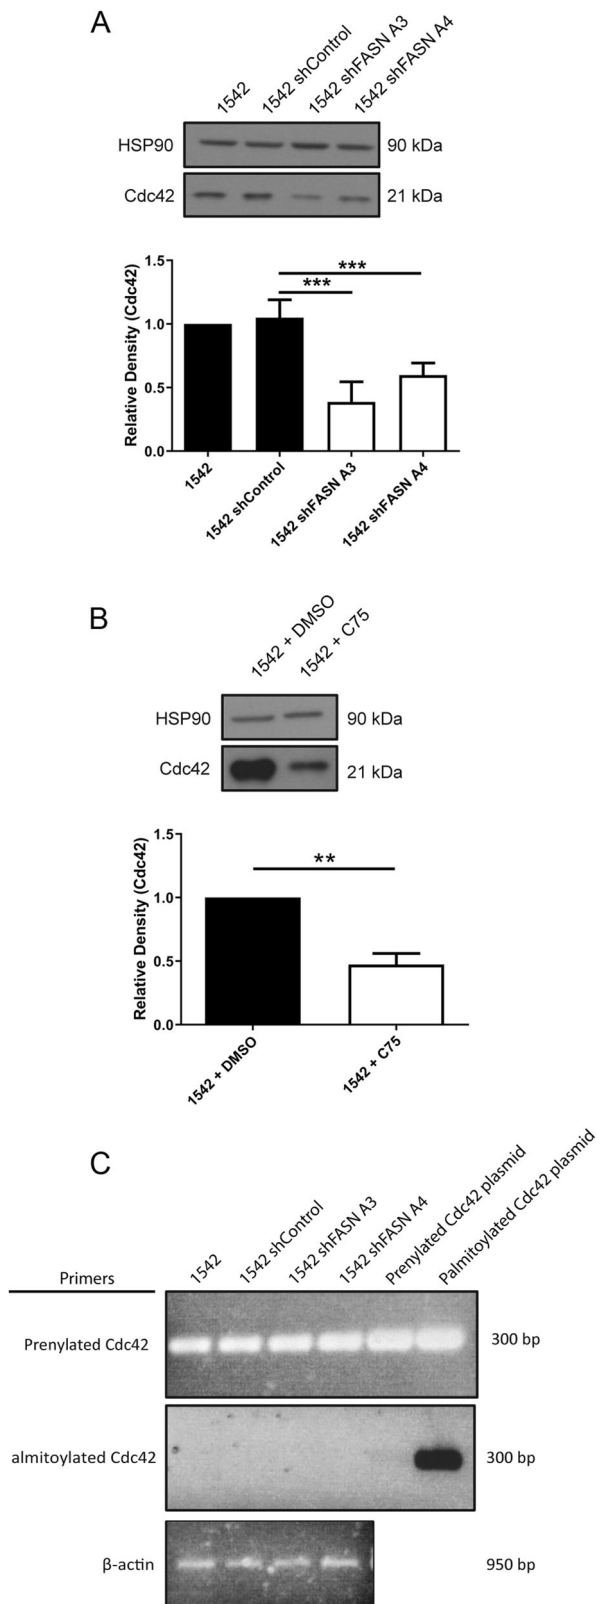 A
1542
1542 shControl
1542 shFASN A3
1542 shFASN A4
HSP90
90 kDa
Cdc42
21 kDa
Relative Density (Cdc42)
1.5
1.0
0.5
0.0
***
***
1542
1542 shControl
1542 shFASN A3
1542 shFASN A4
B
1542 + DMSO
1542 + C75
HSP90
90 kDa
Cdc42
21 kDa
Relative Density (Cdc42)
1.5
1.0
0.5
0.0
**
1542 + DMSO
1542 + C75
C
Primers
1542
1542 shControl
1542 shFASN A3
1542 shFASN A4
Prenylated Cdc42 plasmid
Palmitoylated Cdc42 plasmid
Prenylated Cdc42
300 bp
almitoylated Cdc42
300 bp
β-actin
950 bp